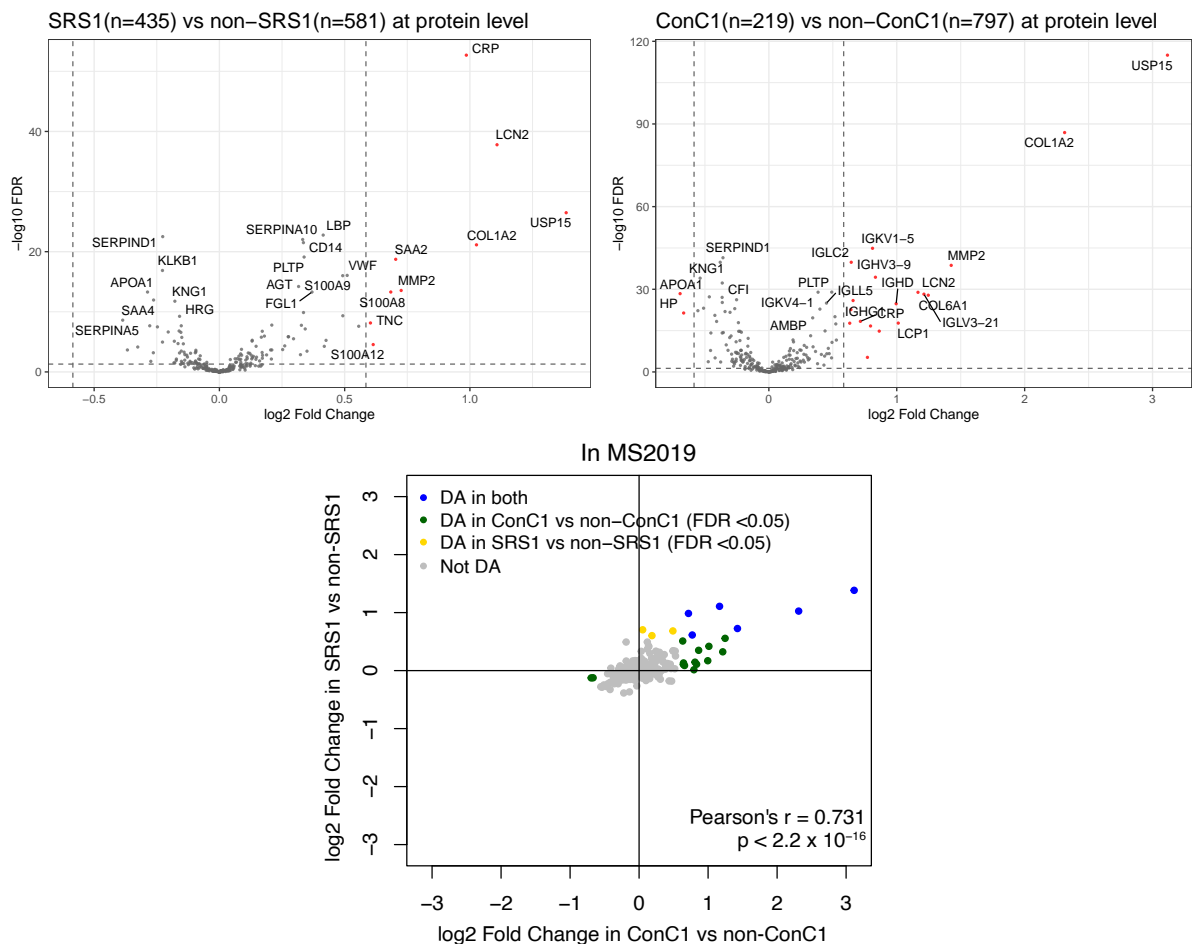 SRS1(n=435) vs non−SRS1(n=581) at protein level
−log10 FDR
40
20
0
CRP
LCN2
USP15
COL1A2
SERPINA10
LBP
SERPIND1
CD14
SAA2
KLKB1
PLTP
VWF
APOA1
AGT
S100A9
MMP2
KNG1
FGL1
S100A8
SAA4
HRG
TNC
SERPINA5
S100A12
−0.5
0.0
0.5
1.0
log2 Fold Change
ConC1(n=219) vs non−ConC1(n=797) at protein level
−log10 FDR
120
90
60
30
0
USP15
COL1A2
IGKV1−5
SERPIND1
IGLC2
MMP2
KNG1
IGHV3−9
APOA1
CFI
PLTP
IGLL5
IGHD
LCN2
HP
IGKV4−1
IGHG1
CRP
COL6A1
AMBP
LCP1
IGLV3−21
0
1
2
3
log2 Fold Change
In MS2019
log2 Fold Change in SRS1 vs non−SRS1
3
2
1
0
−1
−2
−3
DA in both
DA in ConC1 vs non−ConC1 (FDR <0.05)
DA in SRS1 vs non−SRS1 (FDR <0.05)
Not DA
Pearson's r = 0.731
p < 2.2 x 10⁻¹⁶
−3
−2
−1
0
1
2
3
log2 Fold Change in ConC1 vs non−ConC1